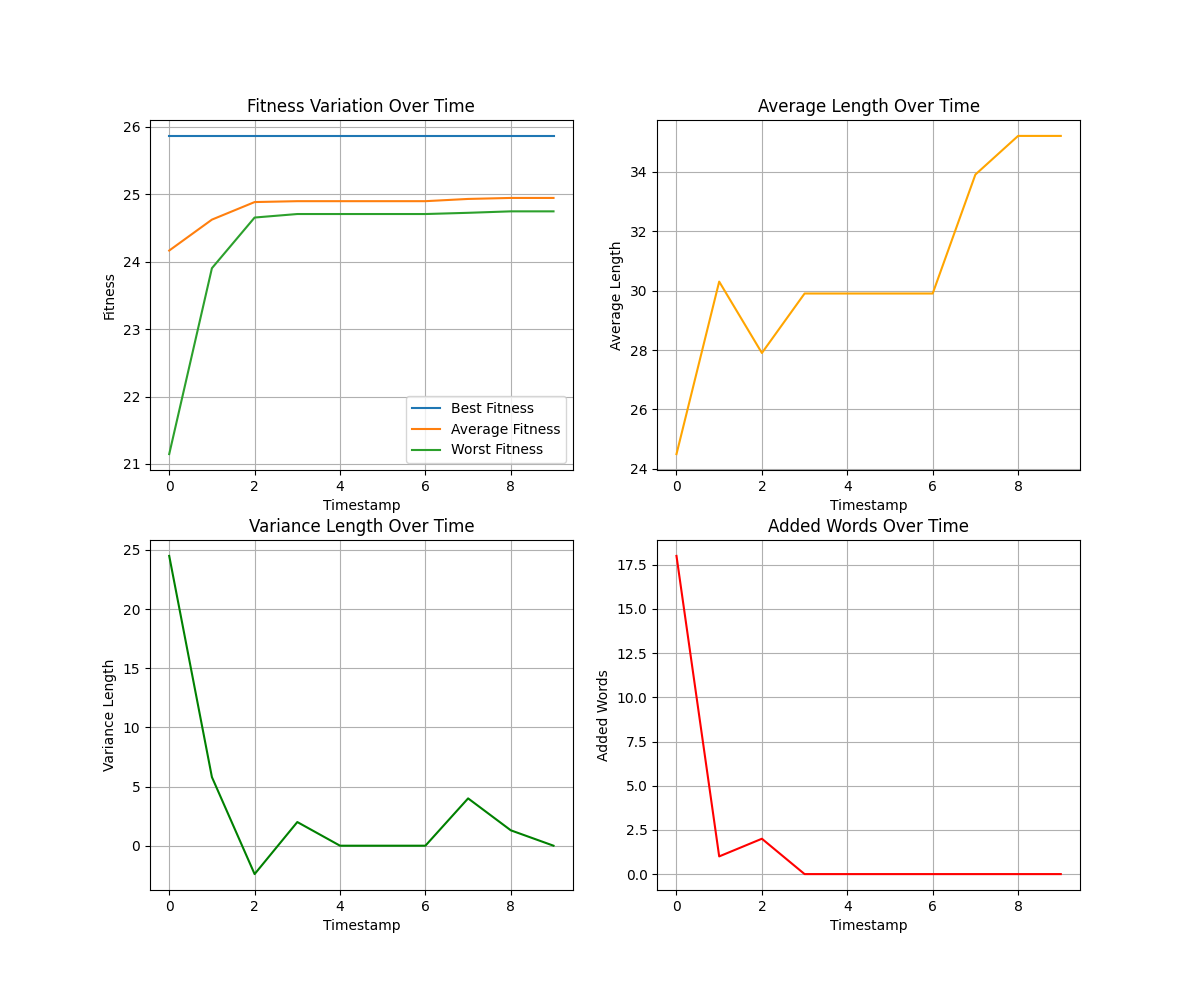 Fitness Variation Over Time
26
25
24
23
22
21
Fitness
0 2 4 6 8
Timestamp
Best Fitness
Average Fitness
Worst Fitness
Average Length Over Time
34
32
30
28
26
24
Average Length
0 2 4 6 8
Timestamp
Variance Length Over Time
25
20
15
10
5
0
Variance Length
0 2 4 6 8
Timestamp
Added Words Over Time
17.5
15.0
12.5
10.0
7.5
5.0
2.5
0.0
Added Words
0 2 4 6 8
Timestamp